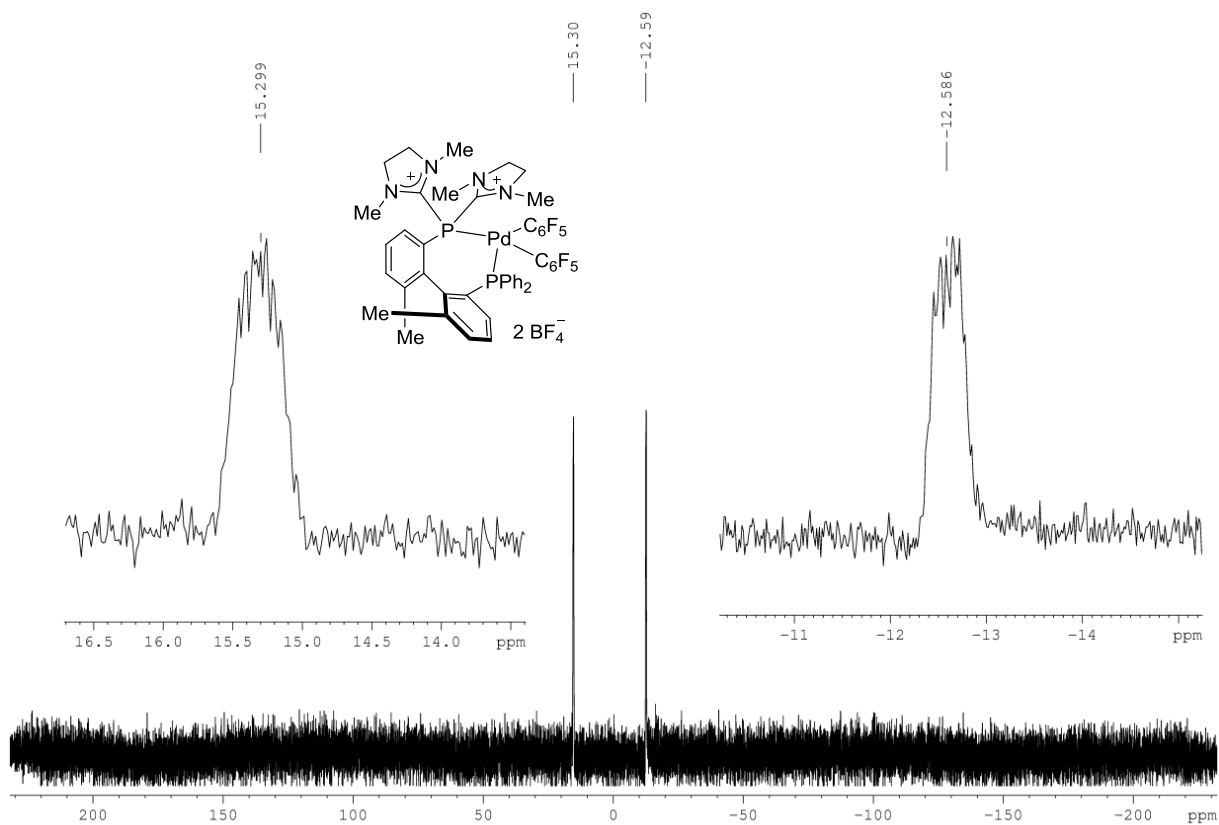 15.30
-12.59
15.299
-12.586
Me
N
+
N
Me
N
+
N
Me
Me
P
Pd
C6F5
C6F5
PPh2
Me
Me
2 BF4−
16.5 16.0 15.5 15.0 14.5 14.0 ppm
-11 -12 -13 -14 ppm
200 150 100 50 0 -50 -100 -150 -200 ppm